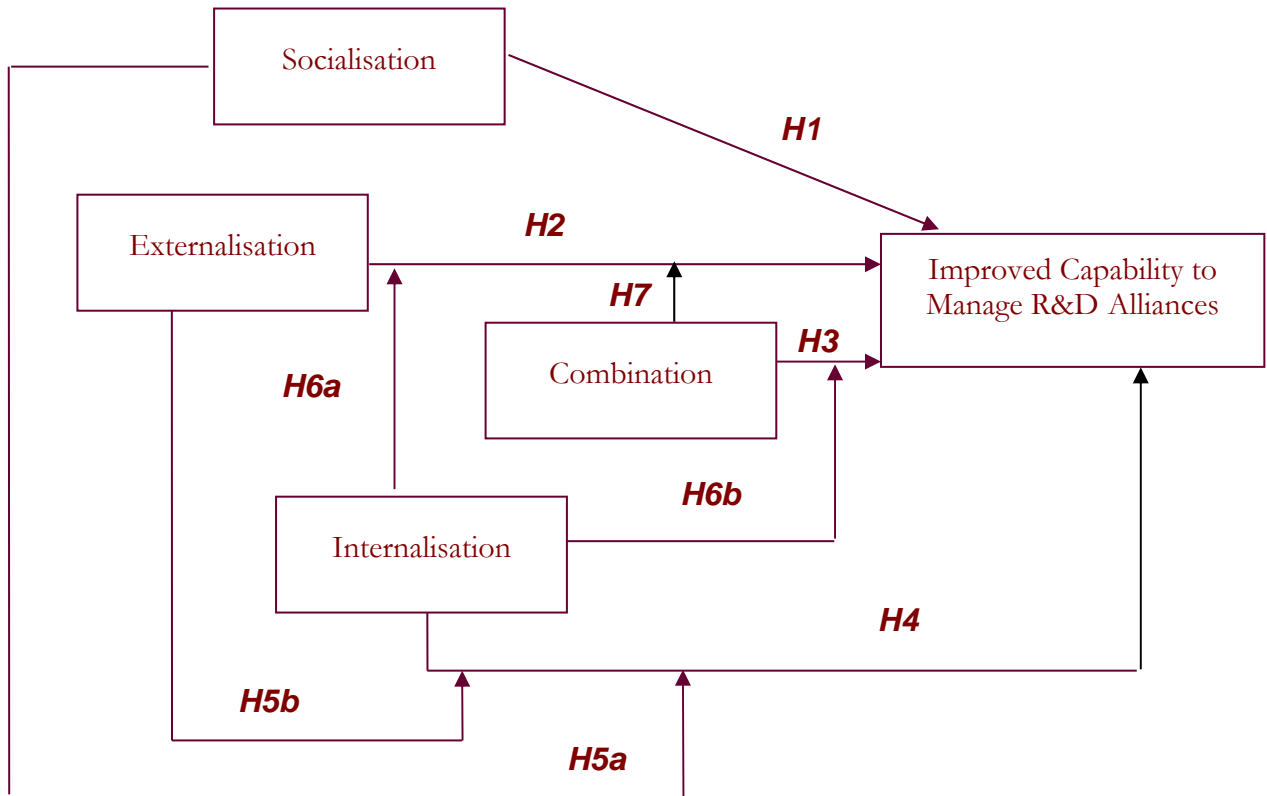 Socialisation
H1
Externalisation
H2
Improved Capability to
Manage R&D Alliances
H7
H3
Combination
H6a
H6b
Internalisation
H4
H5b
H5a